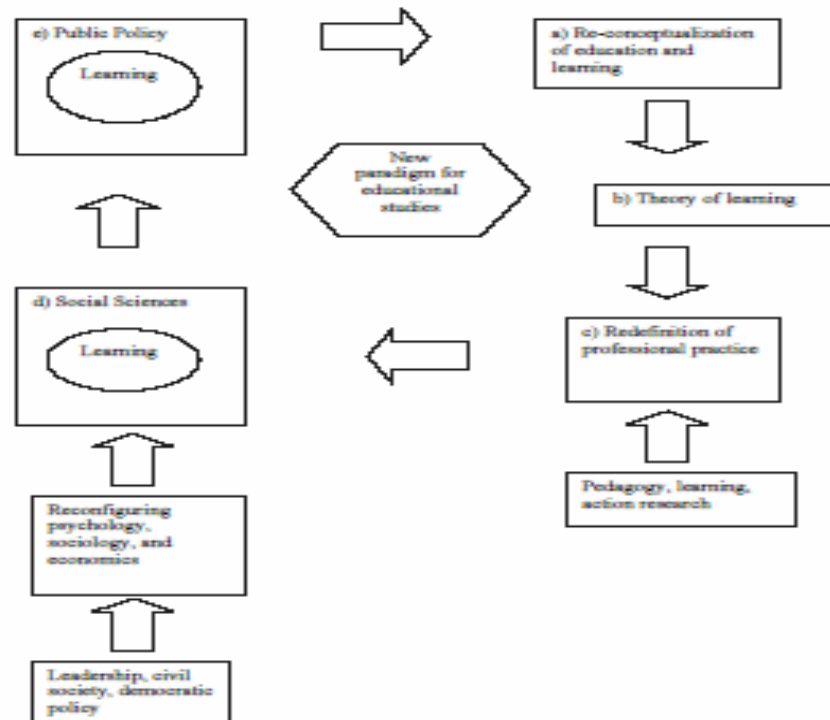 e) Public Policy
Learning
a) Re-conceptualization
of education and
learning
New
paradigm for
educational
studies
b) Theory of learning
d) Social Sciences
Learning
c) Redefinition of
professional practice
Pedagogy, learning,
action research
Reconfiguring
psychology,
sociology, and
economics
Leadership, civil
society, democratic
policy